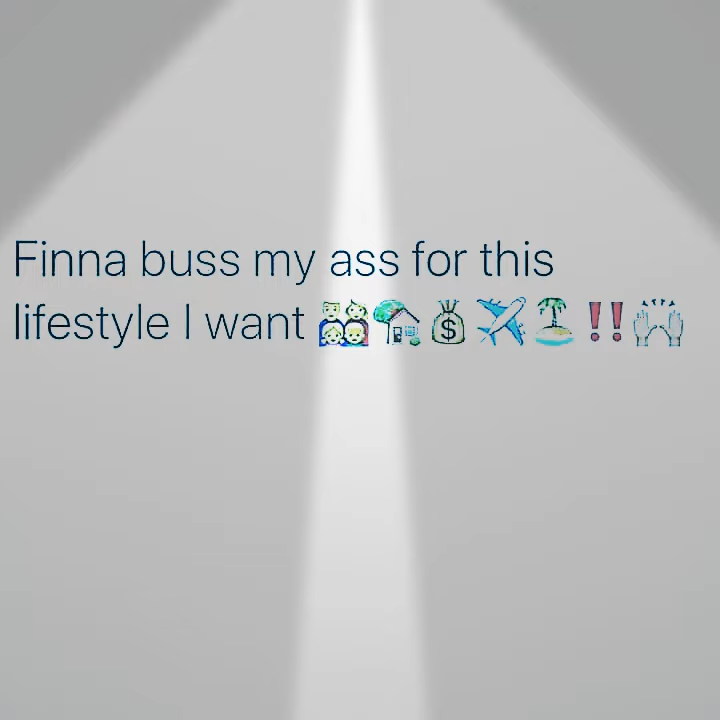 Finna buss my ass for this
lifestyle I want 👨‍👩‍👧‍👦🏡💰✈️🏝‼️🙌